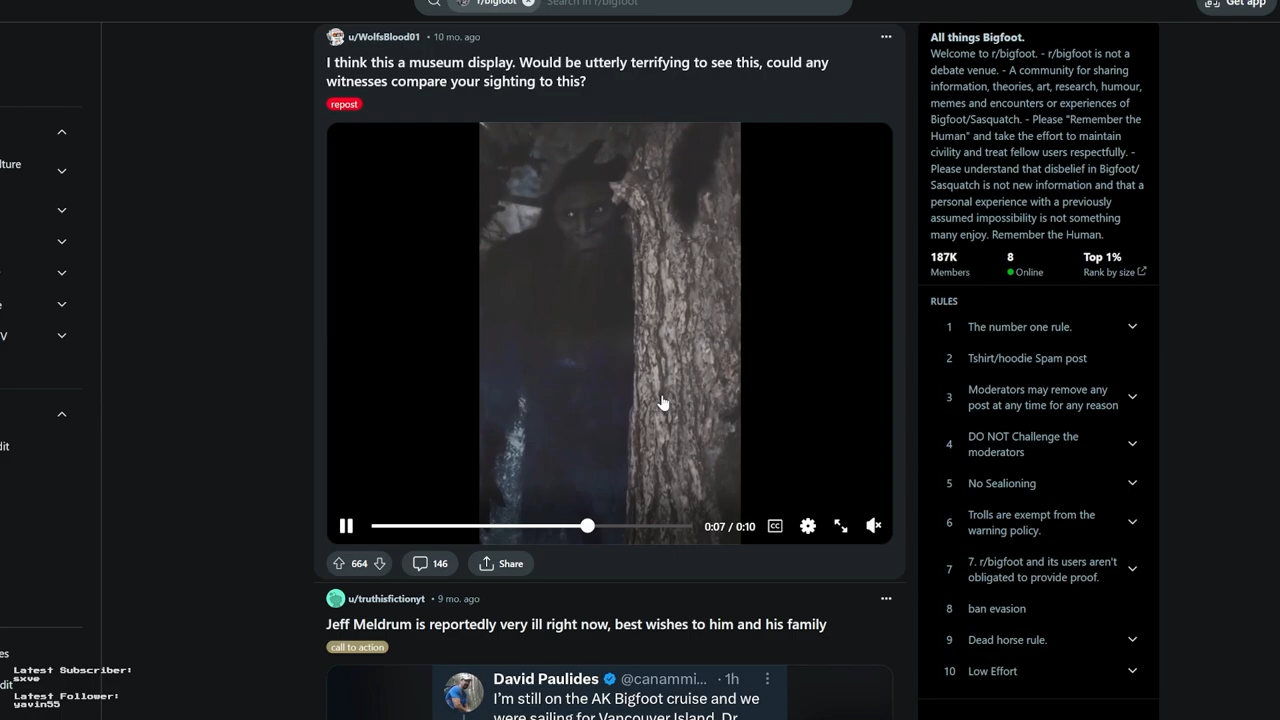 r/bigfoot
Search in r/bigfoot
Get app
u/WolfsBlood01 • 10 mo. ago
I think this a museum display. Would be utterly terrifying to see this, could any
witnesses compare your sighting to this?
repost
0:07 / 0:10
CC
664
146
Share
u/truthisfictionyt • 9 mo. ago
Jeff Meldrum is reportedly very ill right now, best wishes to him and his family
call to action
David Paulides @canammi... · 1h
I'm still on the AK Bigfoot cruise and we
were sailing for Vancouver Island. Dr
All things Bigfoot.
Welcome to r/bigfoot. - r/bigfoot is not a
debate venue. - A community for sharing
information, theories, art, research, humour,
memes and encounters or experiences of
Bigfoot/Sasquatch. - Please "Remember the
Human" and take the effort to maintain
civility and treat fellow users respectfully. -
Please understand that disbelief in Bigfoot/
Sasquatch is not new information and that a
personal experience with a previously
assumed impossibility is not something
many enjoy. Remember the Human.
187K
8
Top 1%
Members
Online
Rank by size
RULES
1 The number one rule.
2 Tshirt/hoodie Spam post
3 Moderators may remove any
post at any time for any reason
4 DO NOT Challenge the
moderators
5 No Sealioning
6 Trolls are exempt from the
warning policy.
7 7. r/bigfoot and its users aren't
obligated to provide proof.
8 ban evasion
9 Dead horse rule.
10 Low Effort
Latest Subscriber:
sxve
Latest Follower:
yavin55